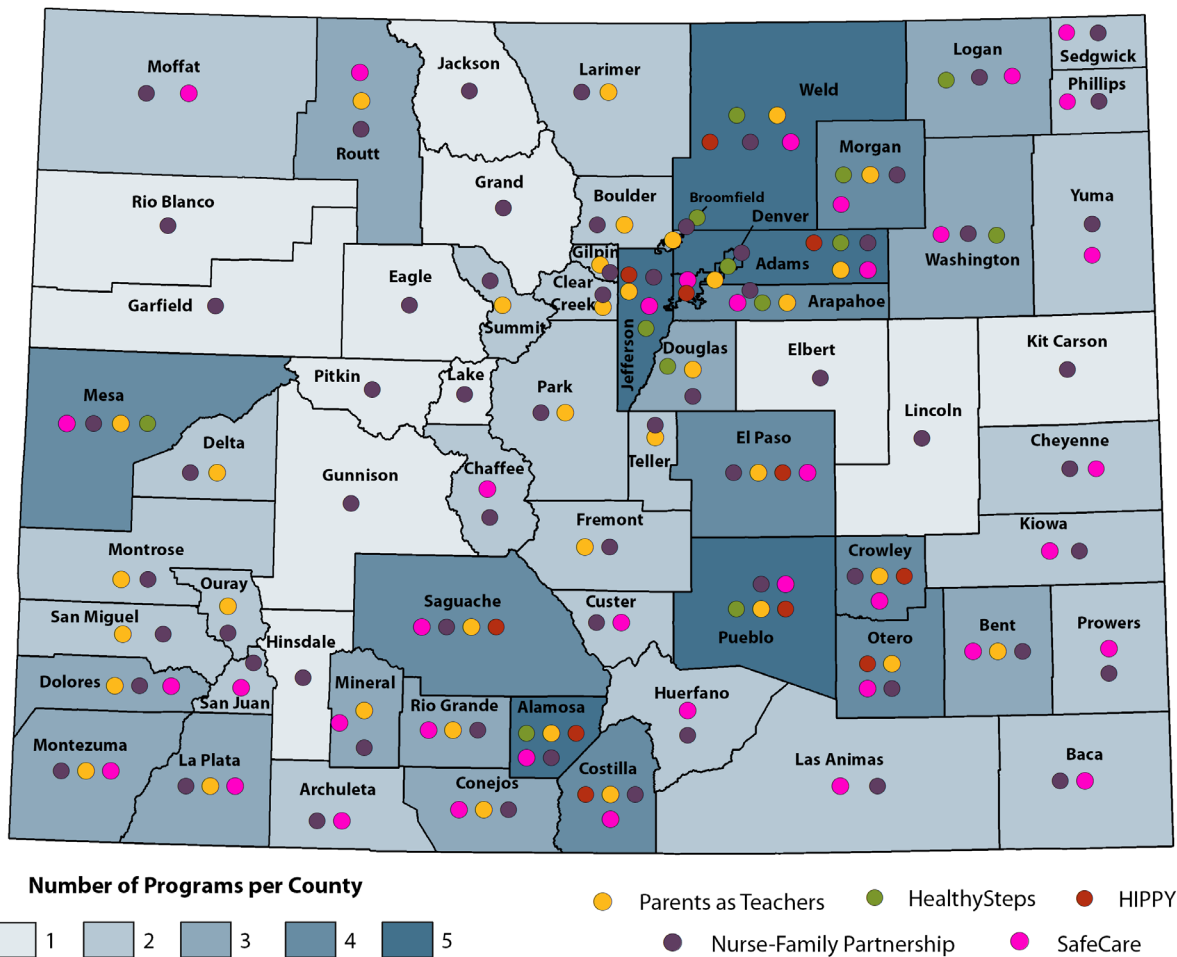 Moffat
Routt
Jackson
Larimer
Weld
Logan
Sedgwick
Phillips
Rio Blanco
Grand
Boulder
Broomfield
Morgan
Yuma
Garfield
Eagle
Gilpin
Clear
Creek
Summit
Denver
Adams
Arapahoe
Washington
Jefferson
Douglas
Elbert
Kit Carson
Mesa
Pitkin
Lake
Park
Lincoln
Delta
Gunnison
Chaffee
Teller
El Paso
Cheyenne
Montrose
Fremont
Kiowa
Ouray
San Miguel
Saguache
Custer
Pueblo
Crowley
Otero
Bent
Prowers
Hinsdale
Dolores
San Juan
Mineral
Rio Grande
Alamosa
Huerfano
Montezuma
La Plata
Archuleta
Conejos
Costilla
Las Animas
Baca
Number of Programs per County
1 2 3 4 5
Parents as Teachers
HealthySteps
HIPPY
Nurse-Family Partnership
SafeCare